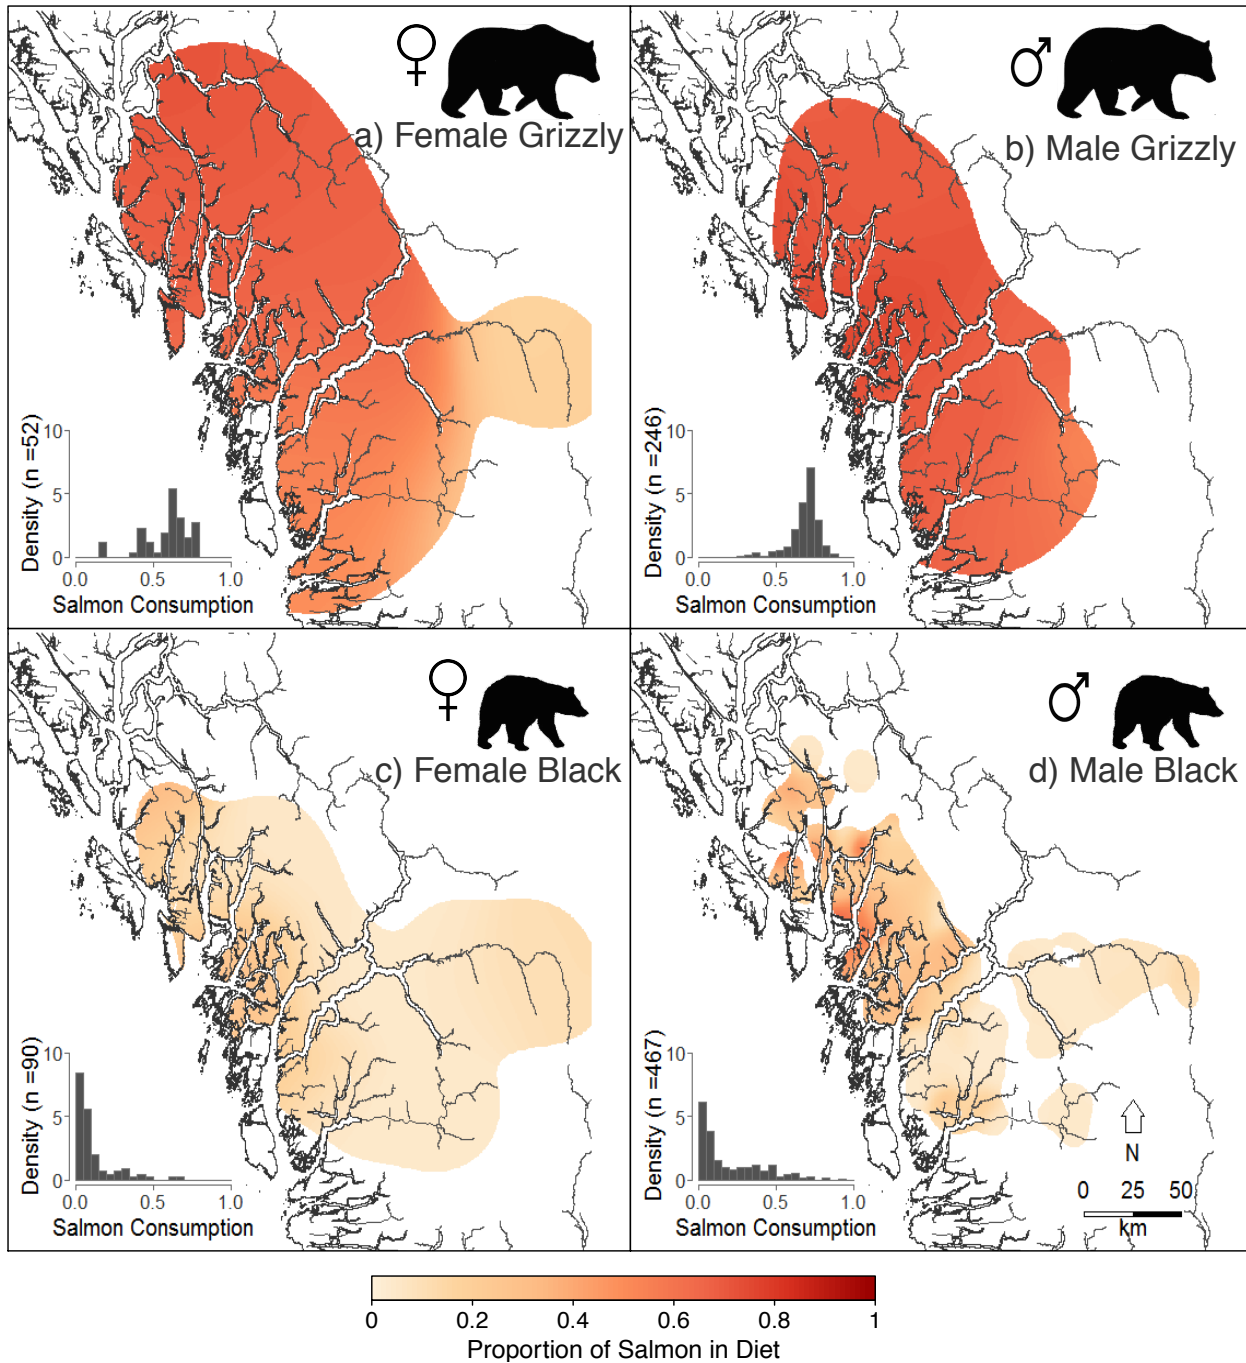 ♀
a) Female Grizzly
Density (n =52)
10
5
0
0.0 0.5 1.0
Salmon Consumption
♂
b) Male Grizzly
Density (n =246)
10
5
0
0.0 0.5 1.0
Salmon Consumption
♀
c) Female Black
Density (n =90)
10
5
0
0.0 0.5 1.0
Salmon Consumption
♂
d) Male Black
Density (n =467)
10
5
0
0.0 0.5 1.0
Salmon Consumption
N
0 25 50
km
0 0.2 0.4 0.6 0.8 1
Proportion of Salmon in Diet